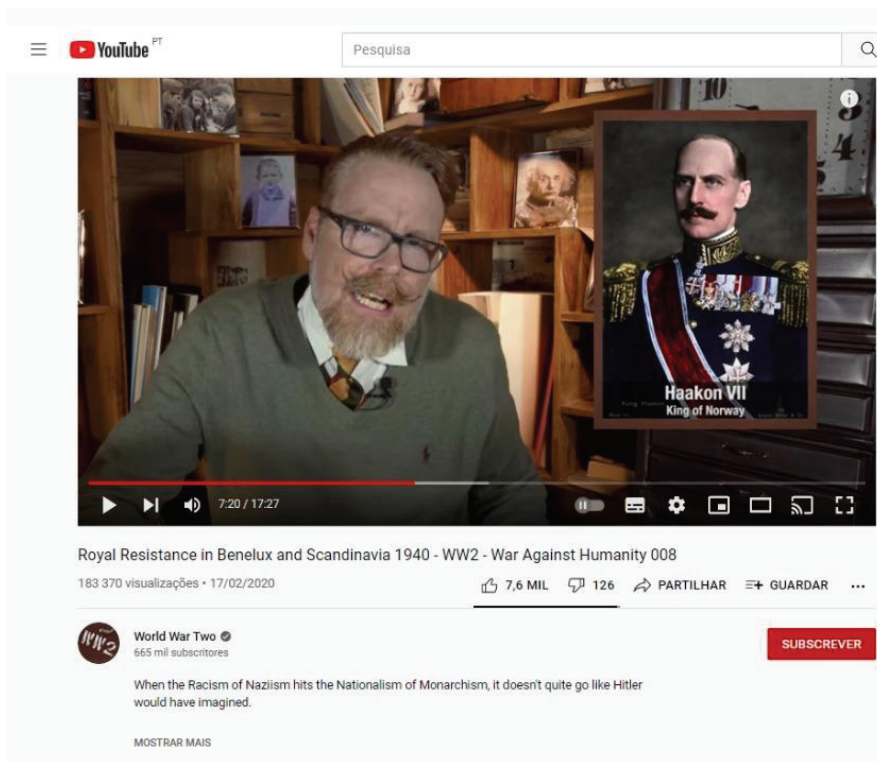 YouTube PT
Pesquisa
10
4
Haakon VII
King of Norway
7:20 / 17:27
Royal Resistance in Benelux and Scandinavia 1940 - WW2 - War Against Humanity 008
183 370 visualizações • 17/02/2020
7,6 MIL
126
PARTILHAR
GUARDAR
WW2
World War Two
665 mil subscritores
SUBSCREVER
When the Racism of Naziism hits the Nationalism of Monarchism, it doesn't quite go like Hitler
would have imagined.
MOSTRAR MAIS